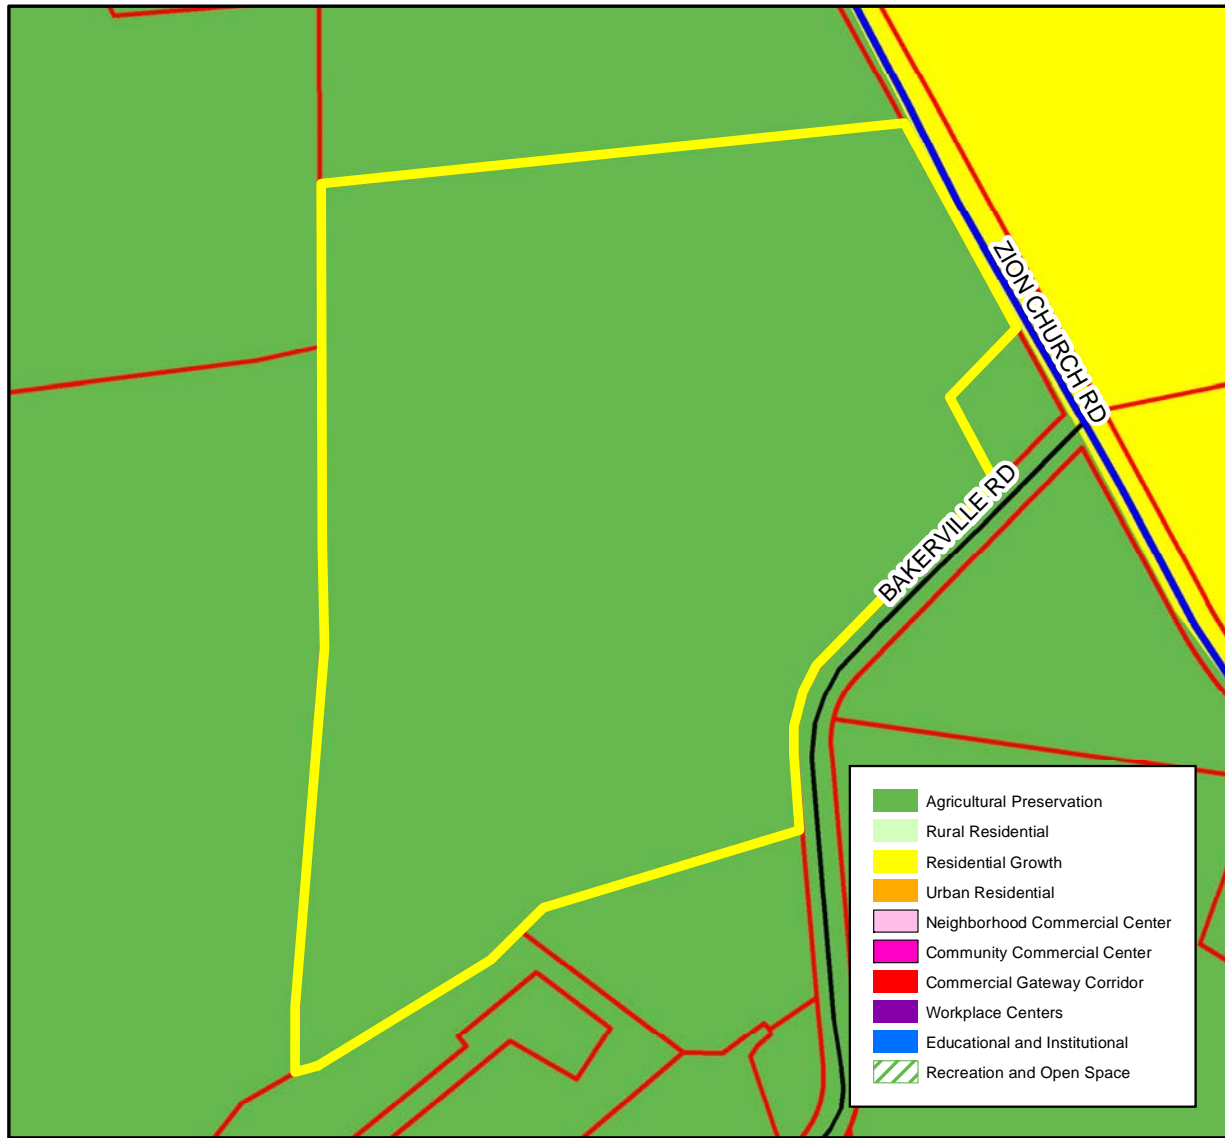 ZION CHURCH RD
BAKERVILLE RD
Agricultural Preservation
Rural Residential
Residential Growth
Urban Residential
Neighborhood Commercial Center
Community Commercial Center
Commercial Gateway Corridor
Workplace Centers
Educational and Institutional
Recreation and Open Space